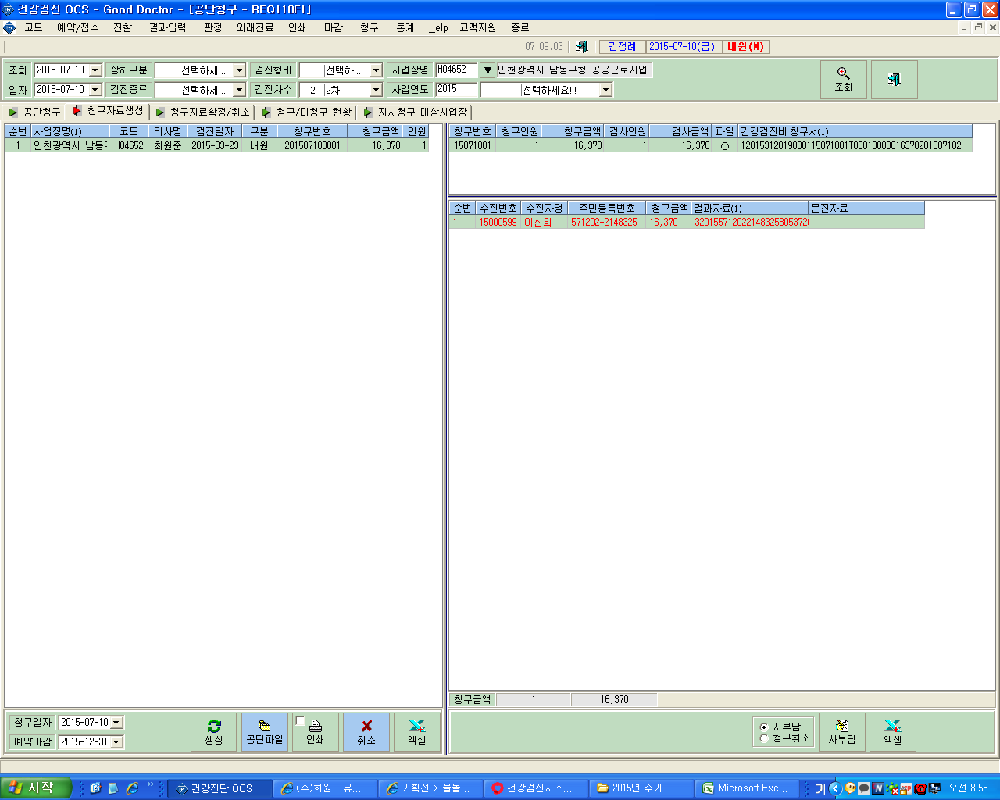 건강검진 OCS - Good Doctor - [공단청구 - REQ110F1]
코드 예약/접수 진찰 결과입력 판정 외래진료 인쇄 마감 청구 통계 Help 고객지원 종료
07.09.03 김정례 2015-07-10(금) 내원(W)
조회 2015-07-10 상하구분 선택하세... 검진형태 선택하... 사업장명 H04652 ▼ 인천광역시 남동구청 공공근로사업
일자 2015-07-10 검진종류 선택하세... 검진차수 2 2차 사업연도 2015 선택하세요!!!
조회
공단청구 청구자료생성 청구자료확정/취소 청구/미청구 현황 지사청구 대상사업장
순번 사업장명(1) 코드 의사명 검진일자 구분 청구번호 청구금액 인원
1 인천광역시 남동 H04652 최원준 2015-03-23 내원 201507100001 16,370 1
청구번호 청구인원 청구금액 검사인원 검사금액 파일 건강검진비 청구서(1)
15071001 1 16,370 1 16,370 ○ 12015312019030115071001T00010000016370201507102
순번 수진번호 수진자명 주민등록번호 청구금액 결과자료(1) 문진자료
1 15000599 이선희 571202-2148325 16,370 320155712022148325805372
청구금액 1 16,370
청구일자 2015-07-10
예약마감 2015-12-31
생성 공단파일 인쇄 취소 엑셀
사부담
청구취소
사부담 엑셀
시작 건강진단 OCS (주)희원 - 유... 기획전 > 물놀... 건강검진시스... 2015년 수가 Microsoft Exc... 오전 8:55